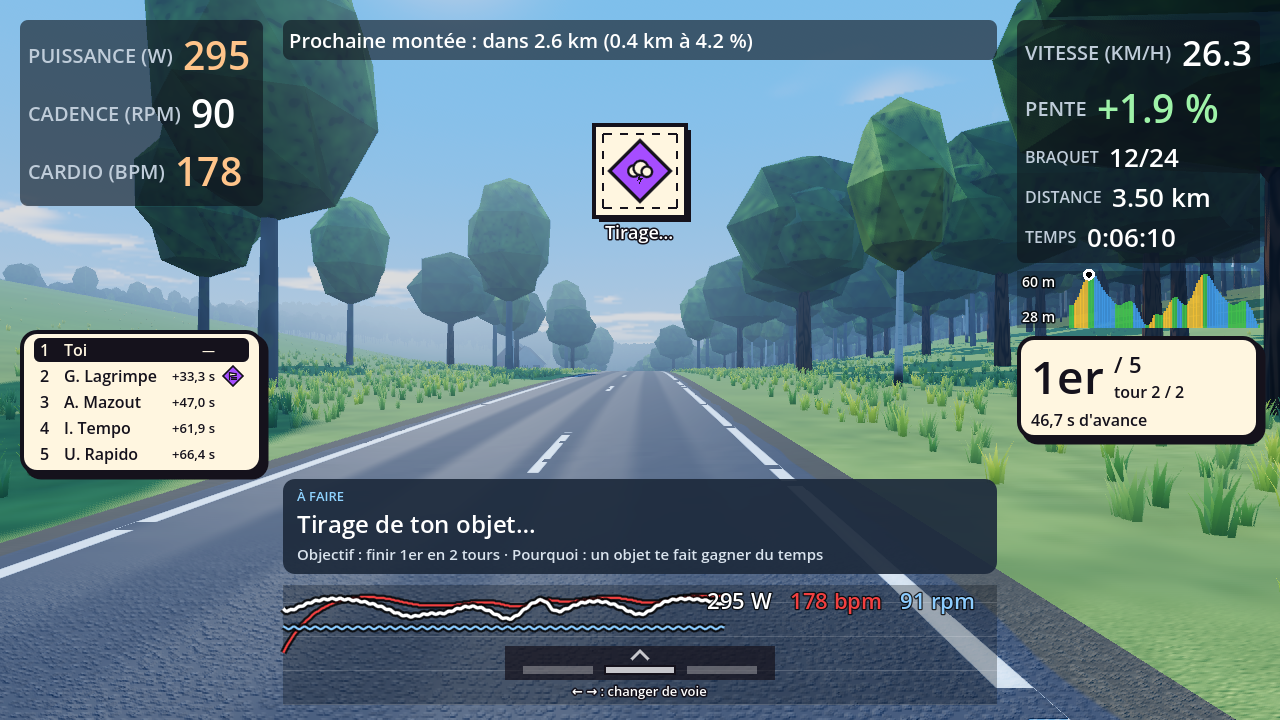 PUISSANCE (W) 295
CADENCE (RPM) 90
CARDIO (BPM) 178
Prochaine montée : dans 2.6 km (0.4 km à 4.2 %)
Tirage...
VITESSE (KM/H) 26.3
PENTE +1.9 %
BRAQUET 12/24
DISTANCE 3.50 km
TEMPS 0:06:10
60 m
28 m
1 Toi —
2 G. Lagrimpe +33,3 s
3 A. Mazout +47,0 s
4 I. Tempo +61,9 s
5 U. Rapido +66,4 s
1er / 5
tour 2 / 2
46,7 s d'avance
À FAIRE
Tirage de ton objet...
Objectif : finir 1er en 2 tours · Pourquoi : un objet te fait gagner du temps
295 W 178 bpm 91 rpm
← → : changer de voie